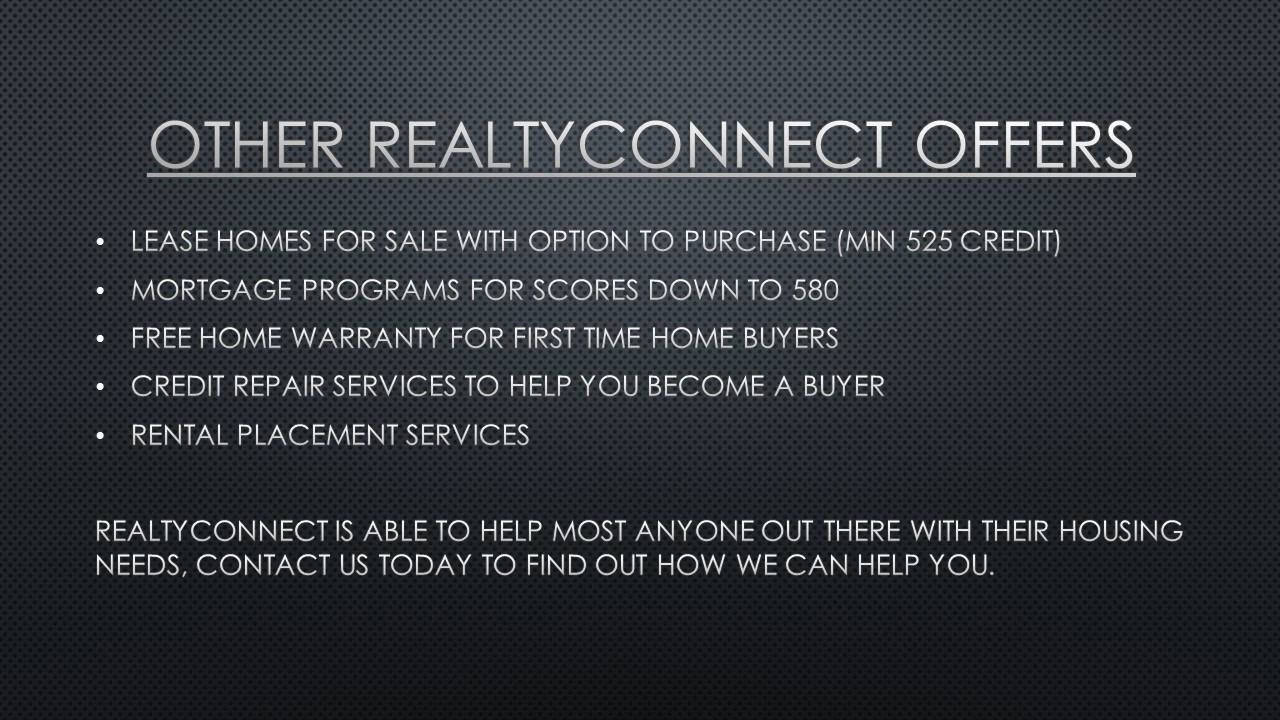 OTHER REALTYCONNECT OFFERS
• LEASE HOMES FOR SALE WITH OPTION TO PURCHASE (MIN 525 CREDIT)
• MORTGAGE PROGRAMS FOR SCORES DOWN TO 580
• FREE HOME WARRANTY FOR FIRST TIME HOME BUYERS
• CREDIT REPAIR SERVICES TO HELP YOU BECOME A BUYER
• RENTAL PLACEMENT SERVICES
REALTYCONNECT IS ABLE TO HELP MOST ANYONE OUT THERE WITH THEIR HOUSING
NEEDS, CONTACT US TODAY TO FIND OUT HOW WE CAN HELP YOU.